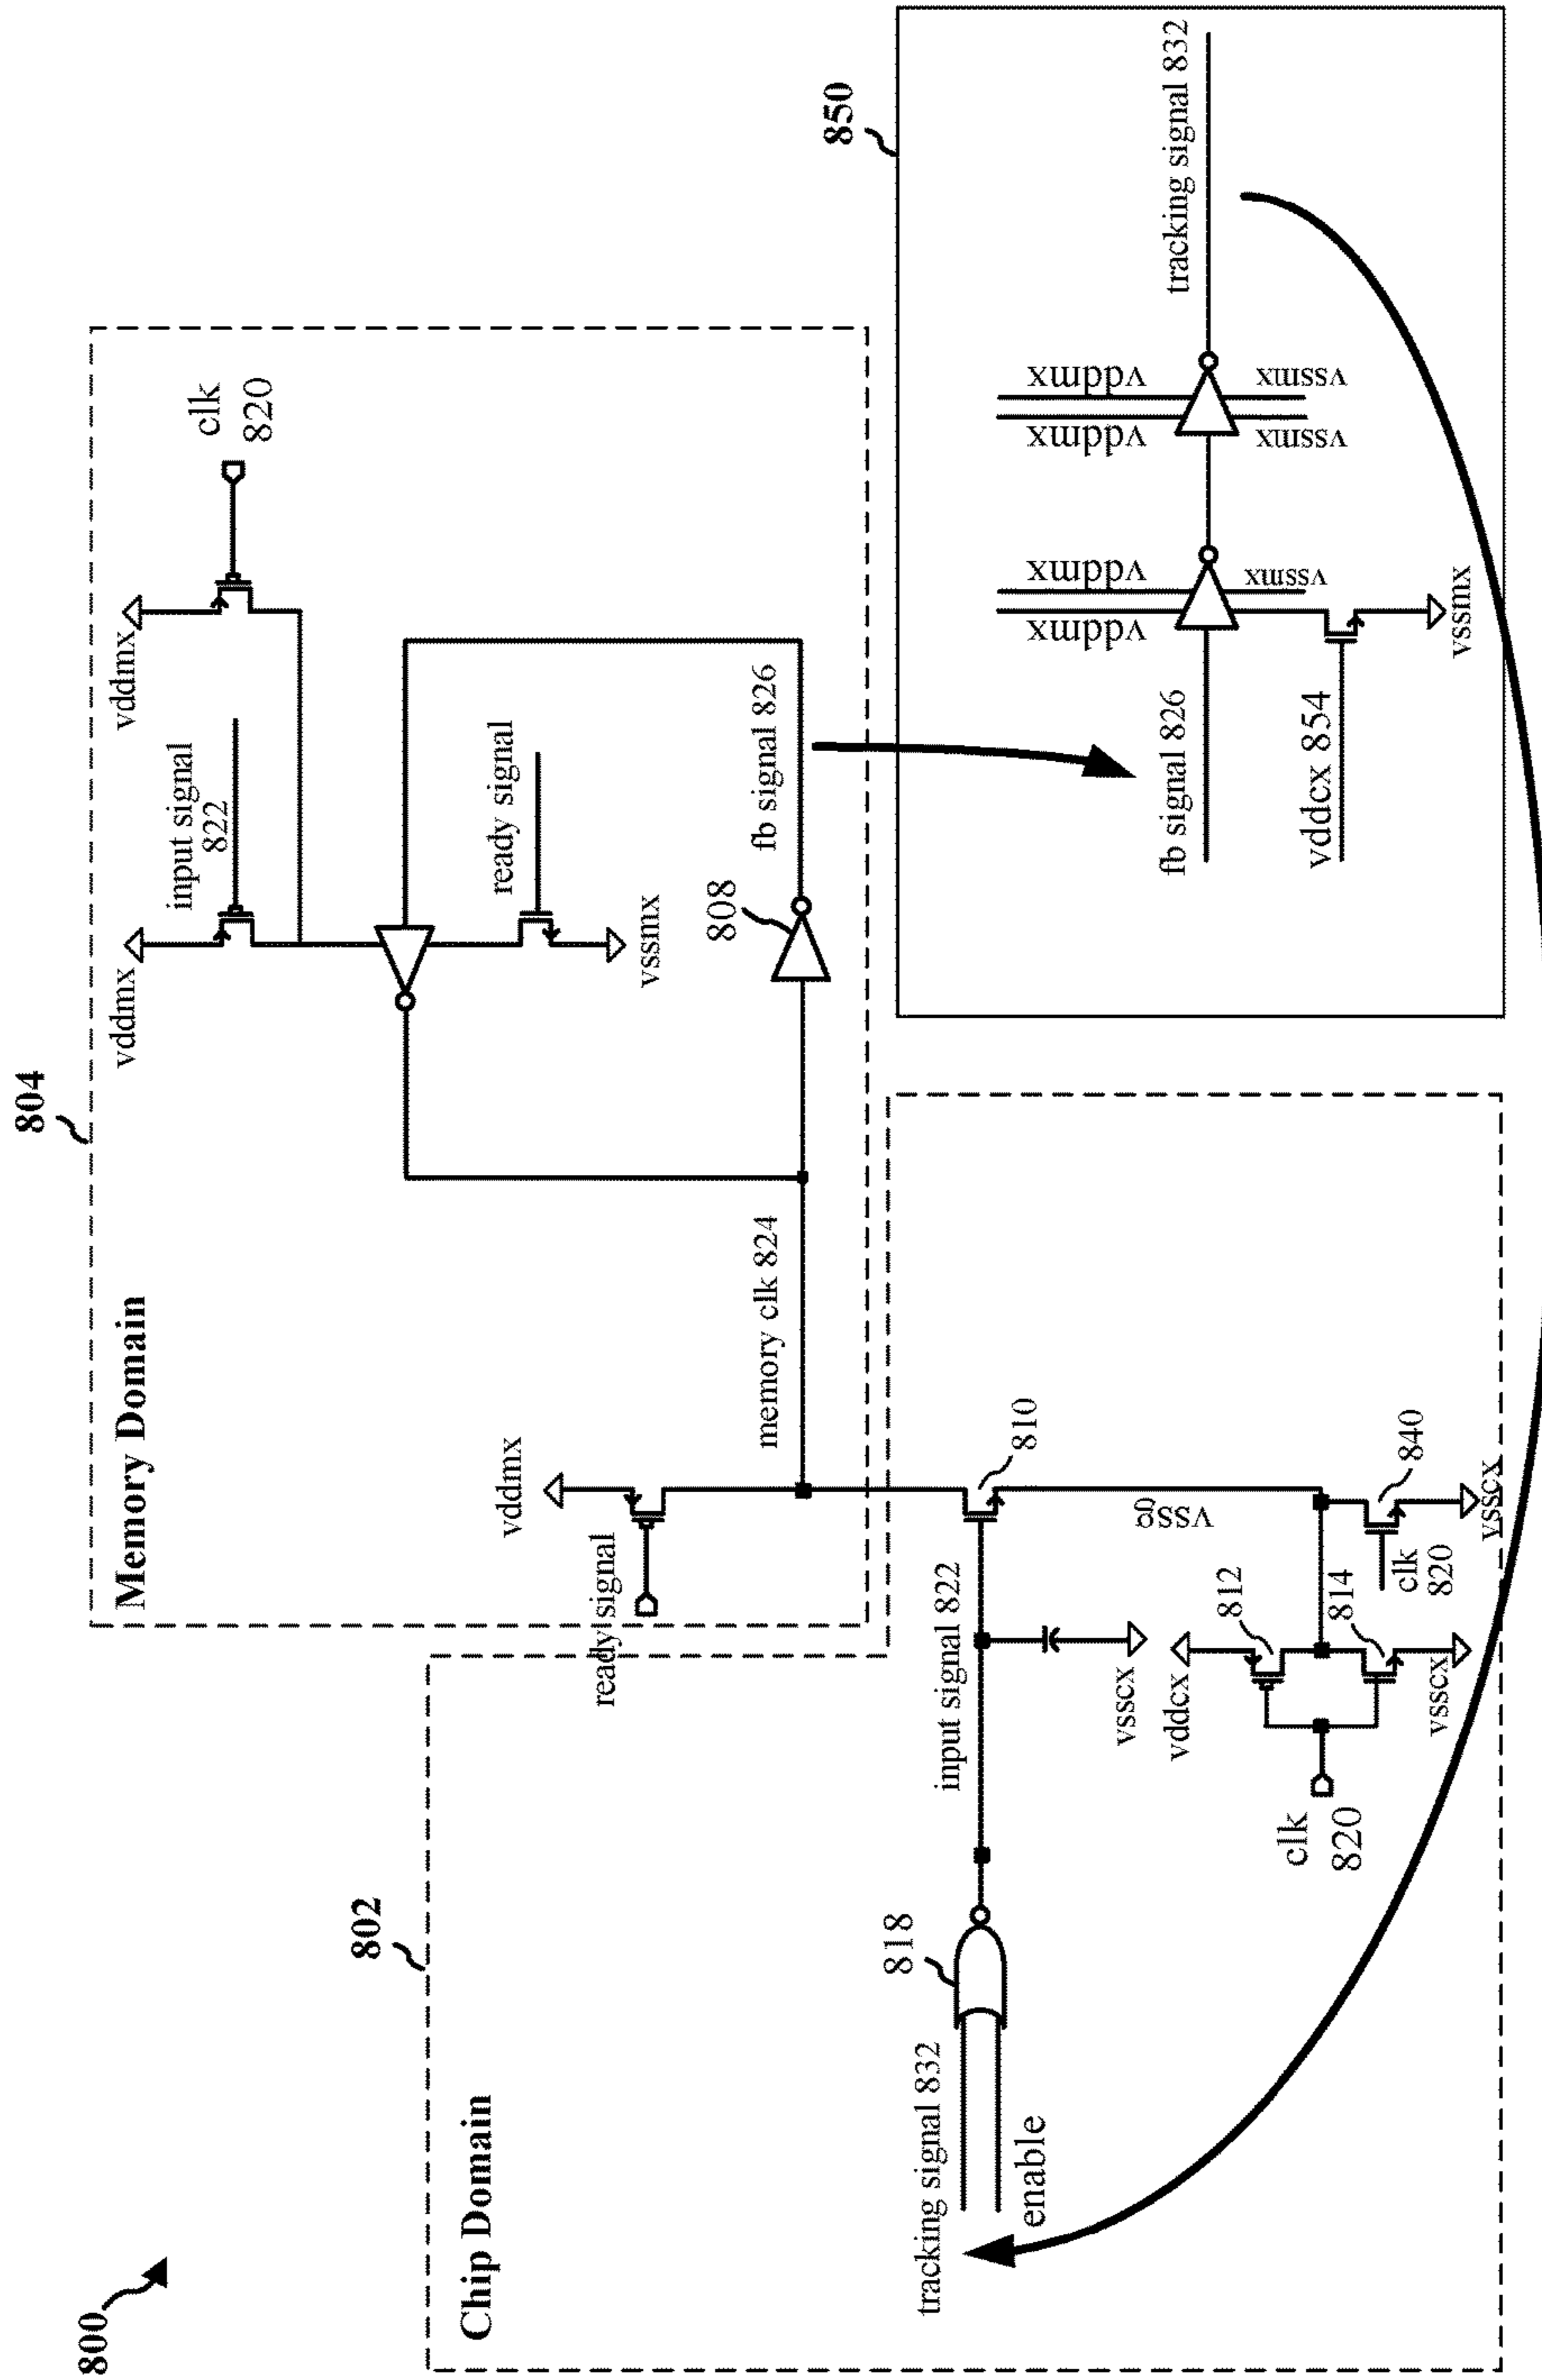 800
802
804
Chip Domain
Memory Domain
vddmx
input signal
822
vddmx
clk
820
ready signal
vssmx
808
fb signal 826
vddmx
ready signal
memory clk 824
tracking signal 832
enable
818
input signal 822
vsscx
810
vssg
vddcx
812
814
clk
820
vsscx
840
clk
820
vsscx
850
fb signal 826
vddcx 854
vddmx
vddmx
vssmx
vssmx
vddmx
vddmx
vssmx
vssmx
tracking signal 832